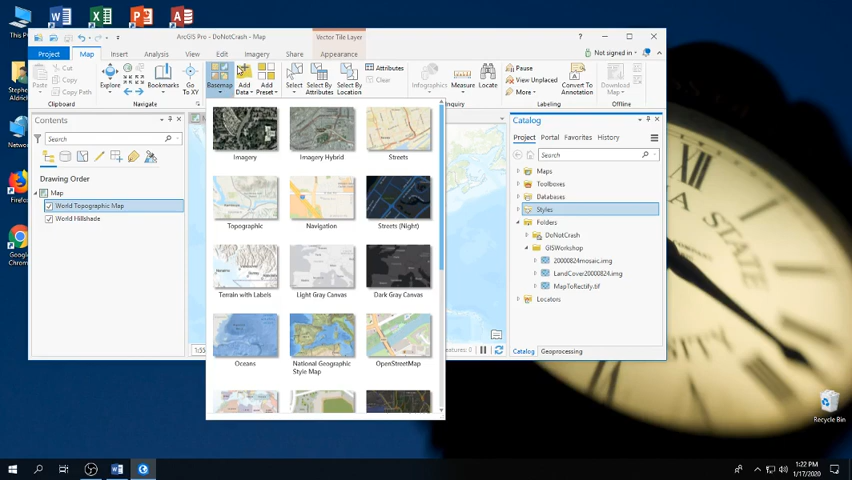 This P
ArcGIS Pro - DoNotCrash - Map
Vector Tile Layer
?
Project
Map
Insert
Analysis
View
Edit
Imagery
Share
Appearance
Not signed in
Cut
Copy
Copy Path
Paste
Clipboard
Explore
Bookmarks
Go To XY
Navigate
Basemap
Add Data
Add Preset
Select
Select By Attributes
Select By Location
Attributes
Clear
Infographics
Measure
Locate
Inquiry
Pause
View Unplaced
More
Convert To Annotation
Labeling
Download Map
Offline
Contents
Search
Drawing Order
Map
World Topographic Map
World Hillshade
Imagery
Imagery Hybrid
Streets
Topographic
Navigation
Streets (Night)
Terrain with Labels
Light Gray Canvas
Dark Gray Canvas
Oceans
National Geographic
Style Map
OpenStreetMap
Catalog
Project
Portal
Favorites
History
Search
Maps
Toolboxes
Databases
Styles
Folders
DoNotCrash
GISWorkshop
20000824mosaic.img
LandCover20000824.img
MapToRectify.tif
Locators
Catalog
Geoprocessing
Stephe
Aldrich
Netwo
Firefo
Googl
Chrom
Recycle Bin
1:22 PM
1/17/2020